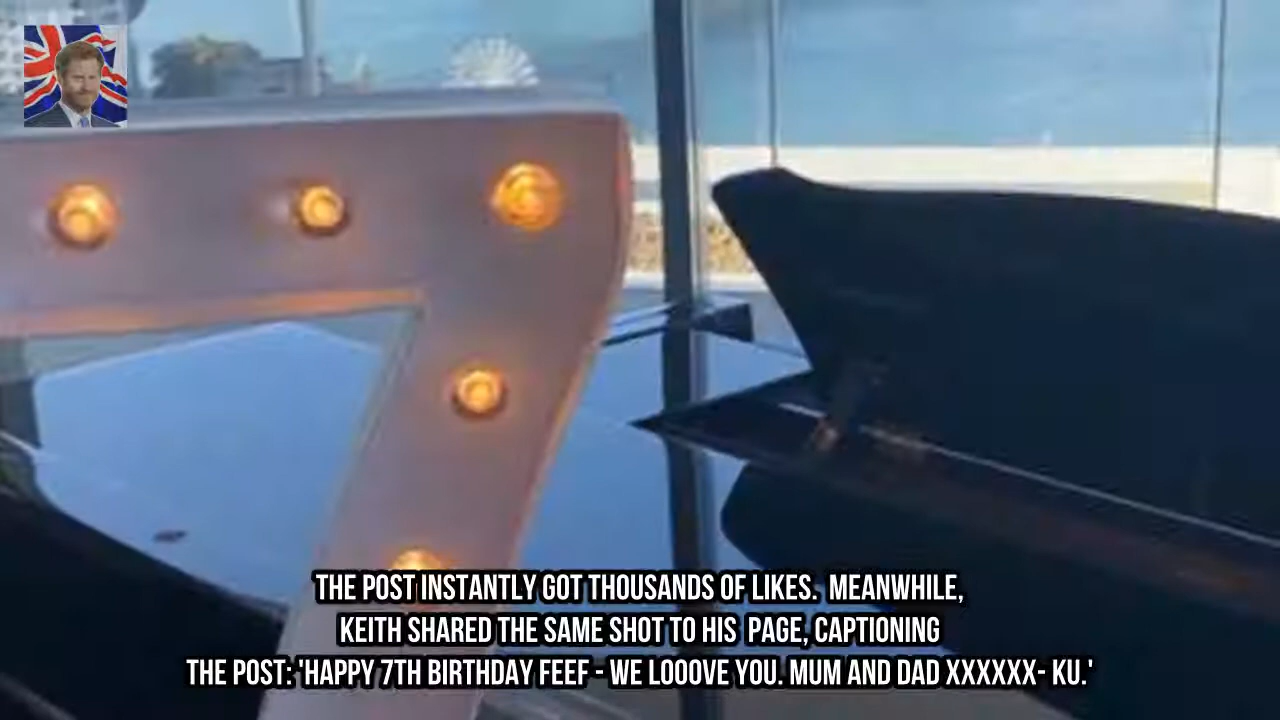 7
THE POST INSTANTLY GOT THOUSANDS OF LIKES. MEANWHILE,
KEITH SHARED THE SAME SHOT TO HIS PAGE, CAPTIONING
THE POST: 'HAPPY 7TH BIRTHDAY FEEF - WE LOOOVE YOU. MUM AND DAD XXXXXX- KU.'